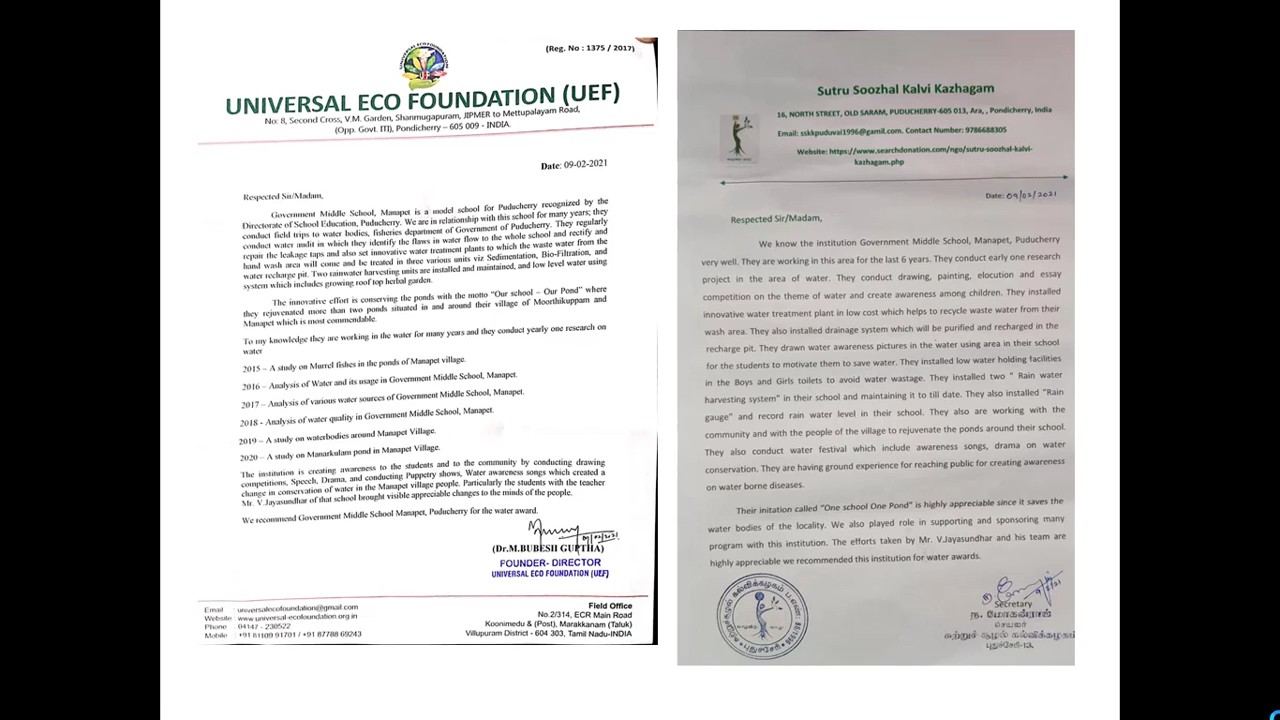 (Reg. No : 1375 / 2017)
UNIVERSAL ECO FOUNDATION (UEF)
No: 8, Second Cross, V.M. Garden, Shanmugapuram, JIPMER to Mettupalayam Road,
(Opp. Govt. ITI), Pondicherry – 605 009 - INDIA.
Date: 09-02-2021
Respected Sir/Madam,
Government Middle School, Manapet is a model school for Puducherry recognized by the
Directorate of School Education, Puducherry. We are in relationship with this school for many years; they
conduct field trips to water bodies, fisheries department of Government of Puducherry. They regularly
conduct water audit in which they identify the flaws in water flow to the whole school and rectify and
repair the leakage taps and also set innovative water treatment plants to which the waste water from the
hand wash area will come and be treated in three various units viz Sedimentation, Bio-Filtration, and
water recharge pit. Two rainwater harvesting units are installed and maintained, and low level water using
system which includes growing roof top herbal garden.
The innovative effort is conserving the ponds with the motto “Our school – Our Pond” where
they rejuvenated more than two ponds situated in and around their village of Moorthikuppam and
Manapet which is most commendable.
To my knowledge they are working in the water for many years and they conduct yearly one research on
water
2015 – A study on Murrel fishes in the ponds of Manapet village.
2016 – Analysis of Water and its usage in Government Middle School, Manapet.
2017 – Analysis of various water sources of Government Middle School, Manapet.
2018 - Analysis of water quality in Government Middle School, Manapet.
2019 – A study on waterbodies around Manapet Village.
2020 – A study on Manarkulam pond in Manapet Village.
The institution is creating awareness to the students and to the community by conducting drawing
competitions, Speech, Drama, and conducting Puppetry shows, Water awareness songs which created a
change in conservation of water in the Manapet village people. Particularly the students with the teacher
Mr. V.Jayasundhar of that school brought visible appreciable changes to the minds of the people.
We recommend Government Middle School Manapet, Puducherry for the water award.
09/02/2021
(Dr.M.BUBESH GUPTHA)
FOUNDER- DIRECTOR
UNIVERSAL ECO FOUNDATION (UEF)
Email : universalecofoundation@gmail.com
Website : www.universal-ecofoundation.org.in
Phone : 04147 - 230522
Mobile : +91 81109 91701 / +91 87788 69243
Field Office
No.2/314, ECR Main Road
Koonimedu & (Post), Marakkanam (Taluk)
Villupuram District - 604 303, Tamil Nadu-INDIA
Sutru Soozhal Kalvi Kazhagam
16, NORTH STREET, OLD SARAM, PUDUCHERRY-605 013, Ara, , Pondicherry, India
Email: sskkpuduvai1996@gamil.com. Contact Number: 9786688305
Website: https://www.searchdonation.com/ngo/sutru-soozhal-kalvi-
kazhagam.php
Date: 09/02/2021
Respected Sir/Madam,
We know the institution Government Middle School, Manapet, Puducherry
very well. They are working in this area for the last 6 years. They conduct early one research
project in the area of water. They conduct drawing, painting, elocution and essay
competition on the theme of water and create awareness among children. They installed
innovative water treatment plant in low cost which helps to recycle waste water from their
wash area. They also installed drainage system which will be purified and recharged in the
recharge pit. They drawn water awareness pictures in the water using area in their school
for the students to motivate them to save water. They installed low water holding facilities
in the Boys and Girls toilets to avoid water wastage. They installed two “ Rain water
harvesting system” in their school and maintaining it to till date. They also installed “Rain
gauge” and record rain water level in their school. They also are working with the
community and with the people of the village to rejuvenate the ponds around their school.
They also conduct water festival which include awareness songs, drama on water
conservation. They are having ground experience for reaching public for creating awareness
on water borne diseases.
Their initation called “One school One Pond” is highly appreciable since it saves the
water bodies of the locality. We also played role in supporting and sponsoring many
program with this institution. The efforts taken by Mr. V.Jayasundhar and his team are
highly appreciable we recommended this institution for water awards.
Secretary
ந. மோகன்ராஜ்
செயலர்
சுற்றுச் சூழல் கல்விக்கழகம்
புதுச்சேரி-13.